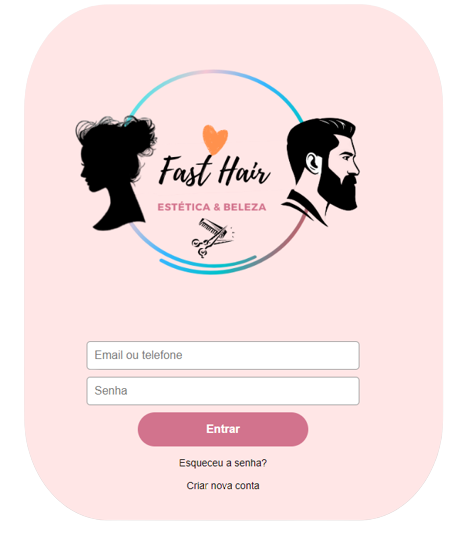 Fast Hair
ESTÉTICA & BELEZA
Email ou telefone
Senha
Entrar
Esqueceu a senha?
Criar nova conta